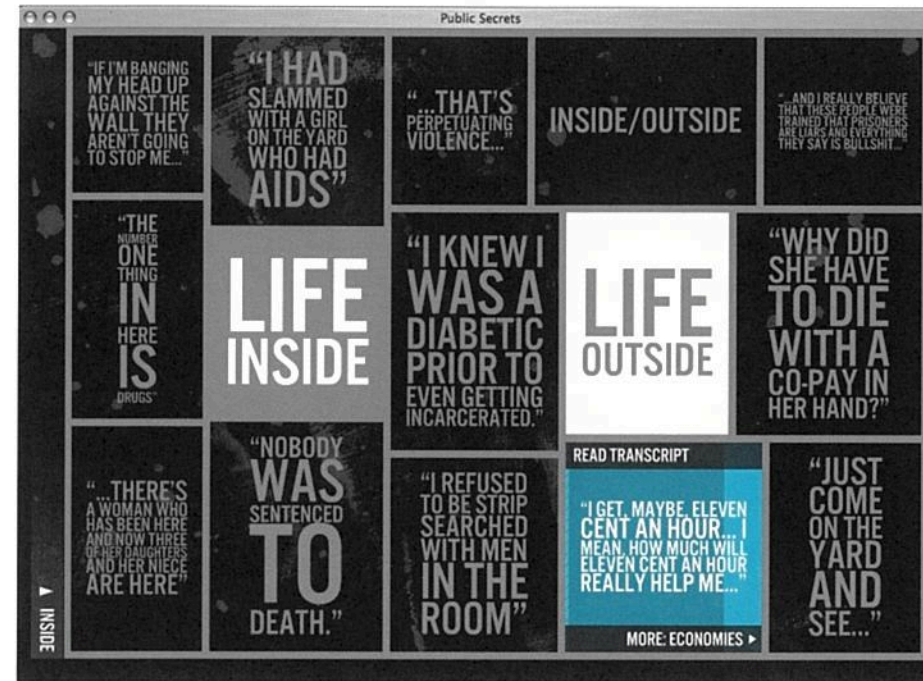 Public Secrets
“IF I’M BANGING
MY HEAD UP
AGAINST THE
WALL THEY
AREN’T GOING
TO STOP ME...”
“I HAD
SLAMMED
WITH A GIRL
ON THE YARD
WHO HAD
AIDS”
“...THAT’S
PERPETUATING
VIOLENCE...”
INSIDE/OUTSIDE
“...AND I REALLY BELIEVE
THAT THESE PEOPLE WERE
TRAINED THAT PRISONERS
ARE LIARS AND EVERYTHING
THEY SAY IS BULLSHIT...”
“THE
NUMBER
ONE
THING
IN
HERE
IS
DRUGS”
LIFE
INSIDE
“I KNEW I
WAS A
DIABETIC
PRIOR TO
EVEN GETTING
INCARCERATED.”
LIFE
OUTSIDE
“WHY DID
SHE HAVE
TO DIE
WITH A
CO-PAY IN
HER HAND?”
“...THERE’S
A WOMAN WHO
HAS BEEN HERE
AND NOW THREE
OF HER DAUGHTERS
AND HER NIECE
ARE HERE”
“NOBODY
WAS
SENTENCED
TO
DEATH.”
“I REFUSED
TO BE STRIP
SEARCHED
WITH MEN
IN THE
ROOM”
READ TRANSCRIPT
“I GET, MAYBE, ELEVEN
CENT AN HOUR... I
MEAN, HOW MUCH WILL
ELEVEN CENT AN HOUR
REALLY HELP ME...”
MORE: ECONOMIES ▸
“JUST
COME
ON THE
YARD
AND
SEE...”
INSIDE